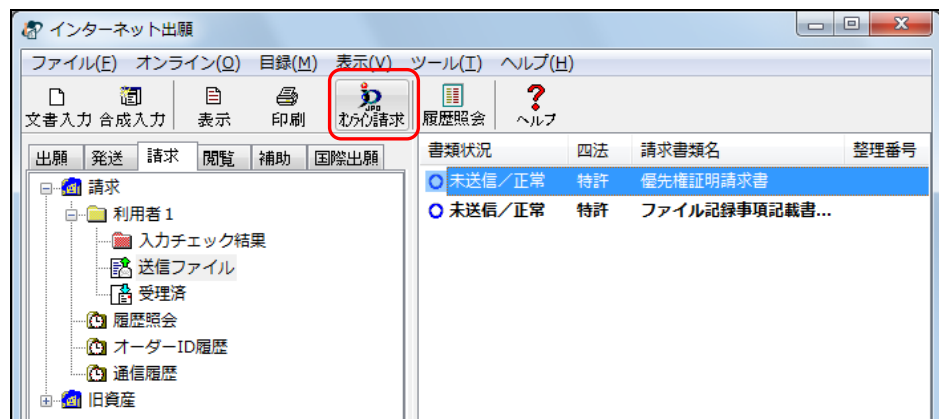 インターネット出願
ファイル(F) オンライン(O) 目録(M) 表示(V) ツール(T) ヘルプ(H)
文書入力 合成入力 表示 印刷 JPO ｵﾝﾗｲﾝ請求 履歴照会 ヘルプ
出願 発送 請求 閲覧 補助 国際出願
書類状況 四法 請求書類名 整理番号
請求
未送信／正常 特許 優先権証明請求書
利用者１
未送信／正常 特許 ファイル記録事項記載書...
入力チェック結果
送信ファイル
受理済
履歴照会
オーダーID履歴
通信履歴
旧資産